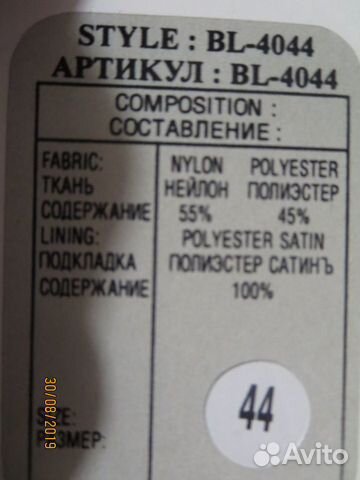 STYLE : BL-4044
АРТИКУЛ : BL-4044
COMPOSITION :
СОСТАВЛЕНИЕ :
FABRIC: NYLON POLYESTER
ТКАНЬ НЕЙЛОН ПОЛИЭСТЕР
СОДЕРЖАНИЕ 55% 45%
LINING: POLYESTER SATIN
ПОДКЛАДКА ПОЛИЭСТЕР САТИНЪ
СОДЕРЖАНИЕ 100%
30/08/2019
SIZE: 44
РАЗМЕР:
Avito